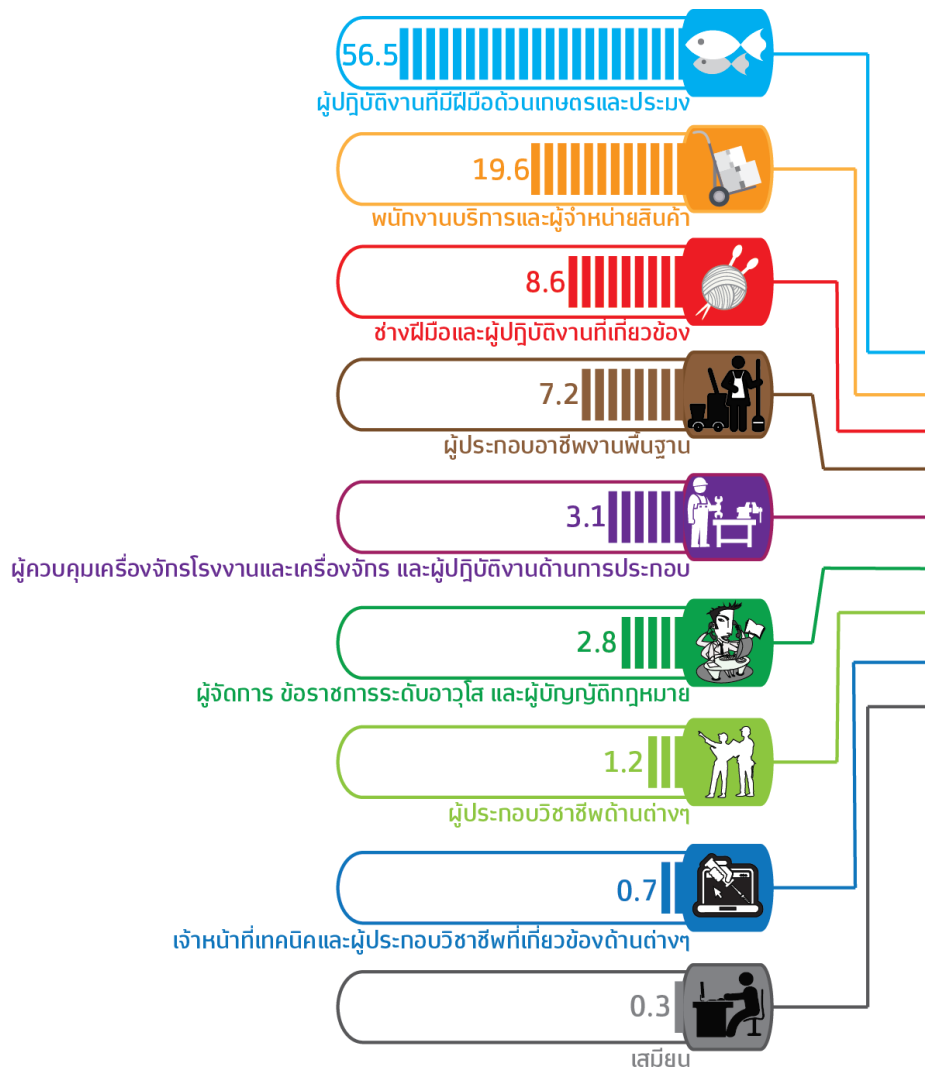 56.5
ผู้ปฎิบัติงานที่มีฝีมือด้วนเกษตรและประมง
19.6
พนักงานบริการและผู้จำหน่ายสินค้า
8.6
ช่างฝีมือและผู้ปฎิบัติงานที่เกี่ยวข้อง
7.2
ผู้ประกอบอาชีพงานพื้นฐาน
3.1
ผู้ควบคุมเครื่องจักรโรงงานและเครื่องจักร และผู้ปฎิบัติงานด้านการประกอบ
2.8
ผู้จัดการ ข้อราชการระดับอาวุโส และผู้บัญญัติกฎหมาย
1.2
ผู้ประกอบวิชาชีพด้านต่างๆ
0.7
เจ้าหน้าที่เทคนิคและผู้ประกอบวิชาชีพที่เกี่ยวข้องด้านต่างๆ
0.3
เสมียน